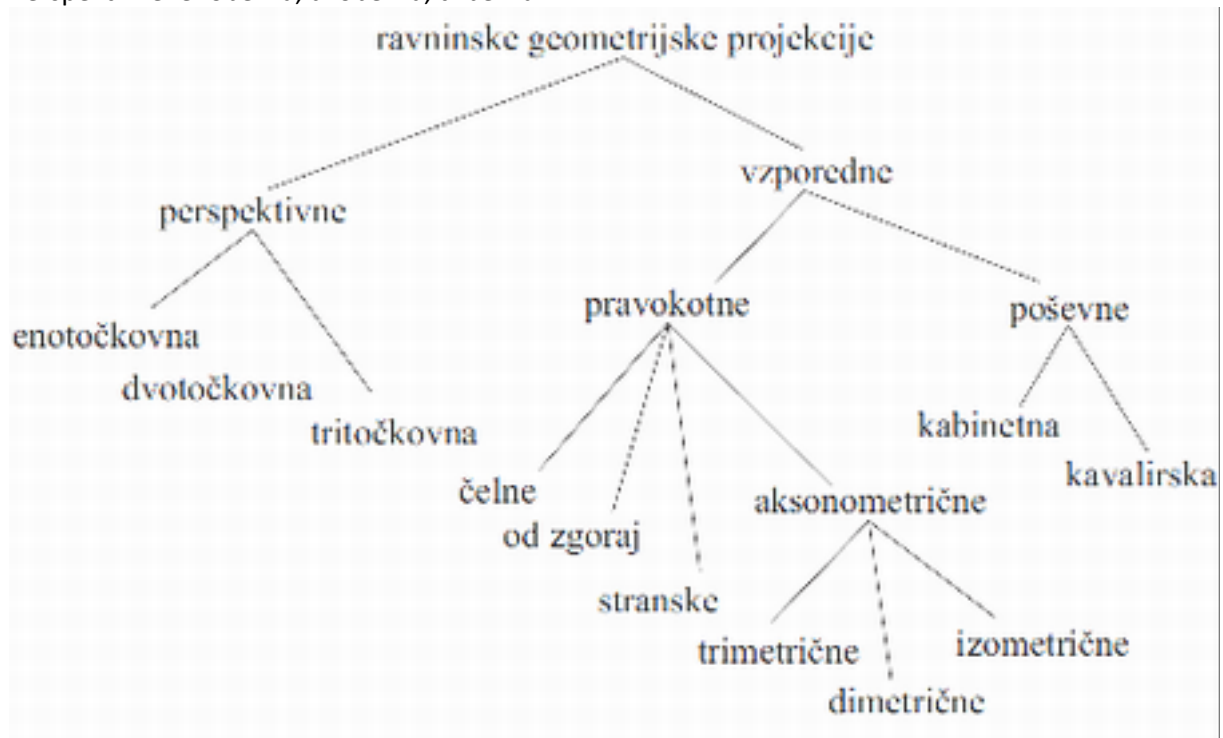 ravninske geometrijske projekcije
vzporedne
perspektivne
pravokotne
poševne
enotočkovna
dvotočkovna
tritočkovna
kabinetna
kavalirska
čelne
od zgoraj
stranske
aksonometrične
trimetrične
izometrične
dimetrične